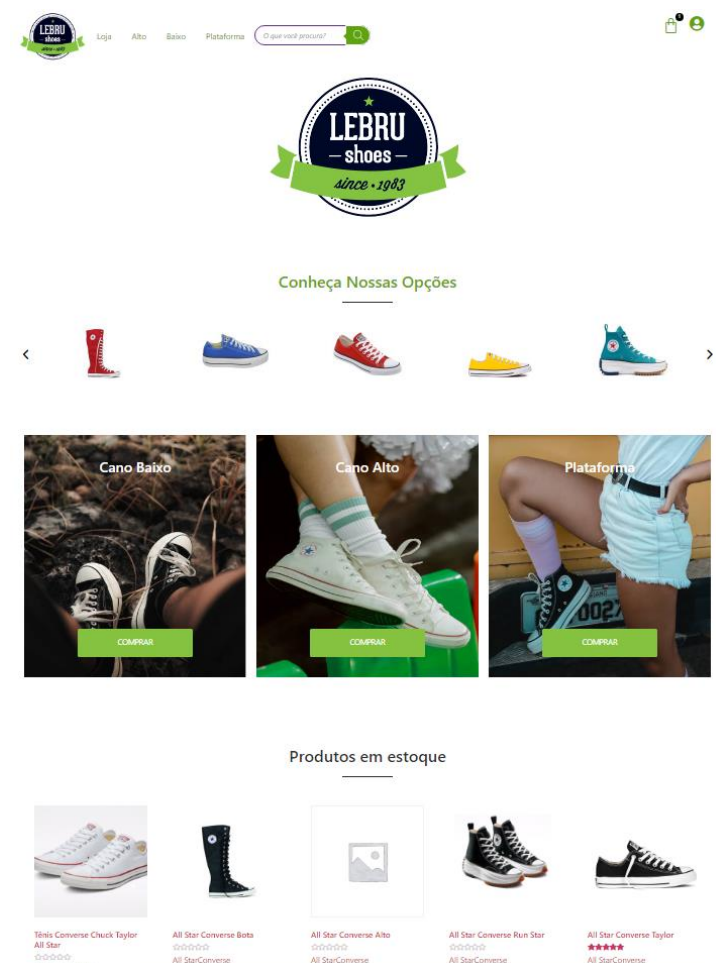 LEBRU
shoes
since • 1983
Loja
Alto
Baixo
Plataforma
O que você procura?
LEBRU
– shoes –
since • 1983
Conheça Nossas Opções
Cano Baixo
Cano Alto
Plataforma
0027
COMPRAR
COMPRAR
COMPRAR
Produtos em estoque
Tênis Converse Chuck Taylor
All Star
All Star Converse Bota
All StarConverse
All Star Converse Alto
All StarConverse
All Star Converse Run Star
All StarConverse
All Star Converse Taylor
All StarConverse